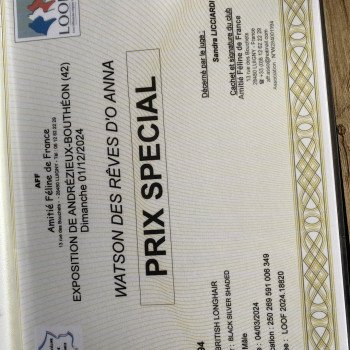 LOOF
AFF
Amitié Féline de France
EXPOSITION DE ANDRÉZIEUX-BOUTHÉON (42)
Dimanche 01/12/2024
WATSON DES RÊVES D'O ANNA
PRIX SPECIAL
Décerné par le juge :
Sandra LICCIARDI
Cachet et signature du club
Amitié Féline de France
BRITISH LONGHAIR
: BLACK SILVER SHADED
Mâle
: 04/03/2024
cation : 250 269 591 006 349
: LOOF 2024.18620